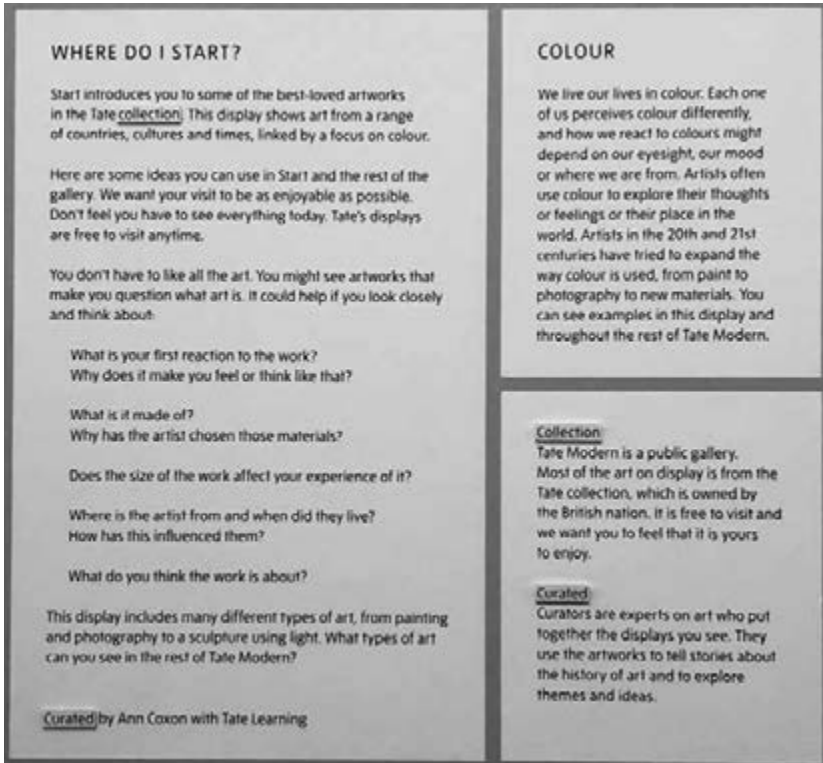 WHERE DO I START?
Start introduces you to some of the best-loved artworks
in the Tate collection. This display shows art from a range
of countries, cultures and times, linked by a focus on colour.
Here are some ideas you can use in Start and the rest of the
gallery. We want your visit to be as enjoyable as possible.
Don't feel you have to see everything today. Tate's displays
are free to visit anytime.
You don't have to like all the art. You might see artworks that
make you question what art is. It could help if you look closely
and think about:
What is your first reaction to the work?
Why does it make you feel or think like that?
What is it made of?
Why has the artist chosen those materials?
Does the size of the work affect your experience of it?
Where is the artist from and when did they live?
How has this influenced them?
What do you think the work is about?
This display includes many different types of art, from painting
and photography to a sculpture using light. What types of art
can you see in the rest of Tate Modern?
Curated by Ann Coxon with Tate Learning
COLOUR
We live our lives in colour. Each one
of us perceives colour differently,
and how we react to colours might
depend on our eyesight, our mood
or where we are from. Artists often
use colour to explore their thoughts
or feelings or their place in the
world. Artists in the 20th and 21st
centuries have tried to expand the
way colour is used, from paint to
photography to new materials. You
can see examples in this display and
throughout the rest of Tate Modern.
Collection
Tate Modern is a public gallery.
Most of the art on display is from the
Tate collection, which is owned by
the British nation. It is free to visit and
we want you to feel that it is yours
to enjoy.
Curated
Curators are experts on art who put
together the displays you see. They
use the artworks to tell stories about
the history of art and to explore
themes and ideas.